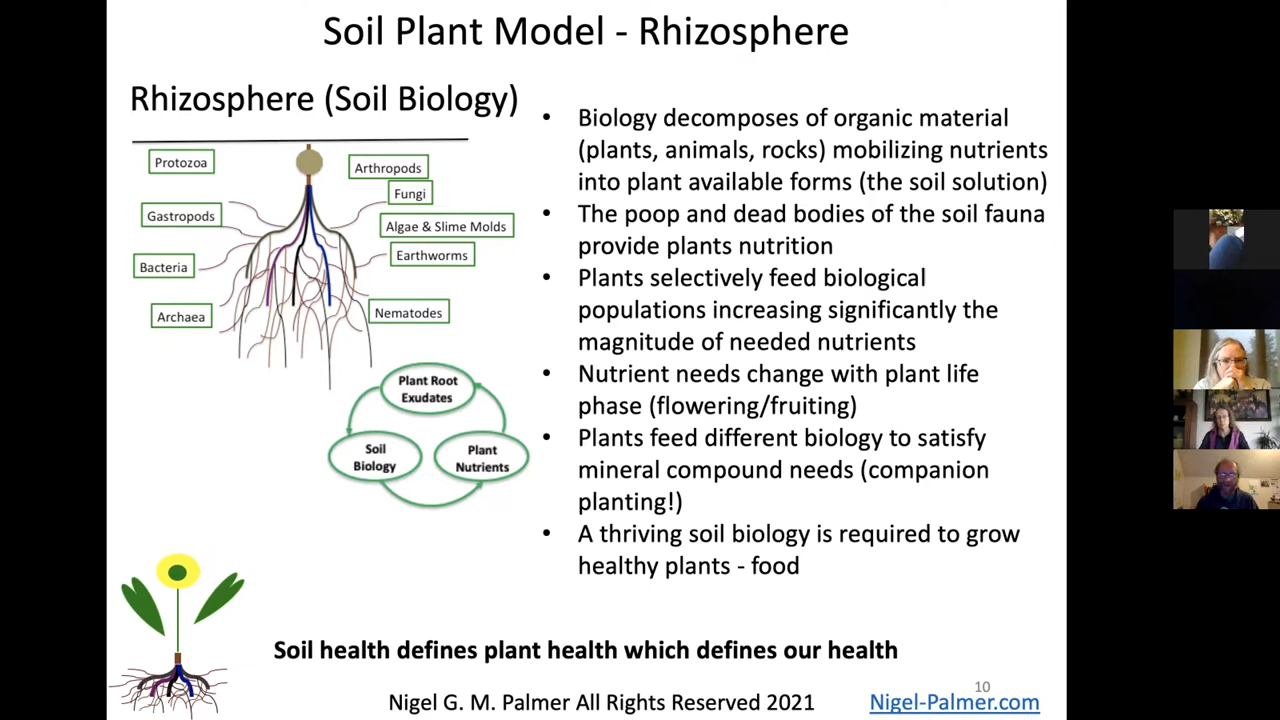 Soil Plant Model - Rhizosphere
Rhizosphere (Soil Biology)
Protozoa
Arthropods
Fungi
Gastropods
Algae & Slime Molds
Earthworms
Bacteria
Archaea
Nematodes
Plant Root
Exudates
Soil
Biology
Plant
Nutrients
• Biology decomposes of organic material
(plants, animals, rocks) mobilizing nutrients
into plant available forms (the soil solution)
• The poop and dead bodies of the soil fauna
provide plants nutrition
• Plants selectively feed biological
populations increasing significantly the
magnitude of needed nutrients
• Nutrient needs change with plant life
phase (flowering/fruiting)
• Plants feed different biology to satisfy
mineral compound needs (companion
planting!)
• A thriving soil biology is required to grow
healthy plants - food
Soil health defines plant health which defines our health
10
Nigel G. M. Palmer All Rights Reserved 2021
Nigel-Palmer.com